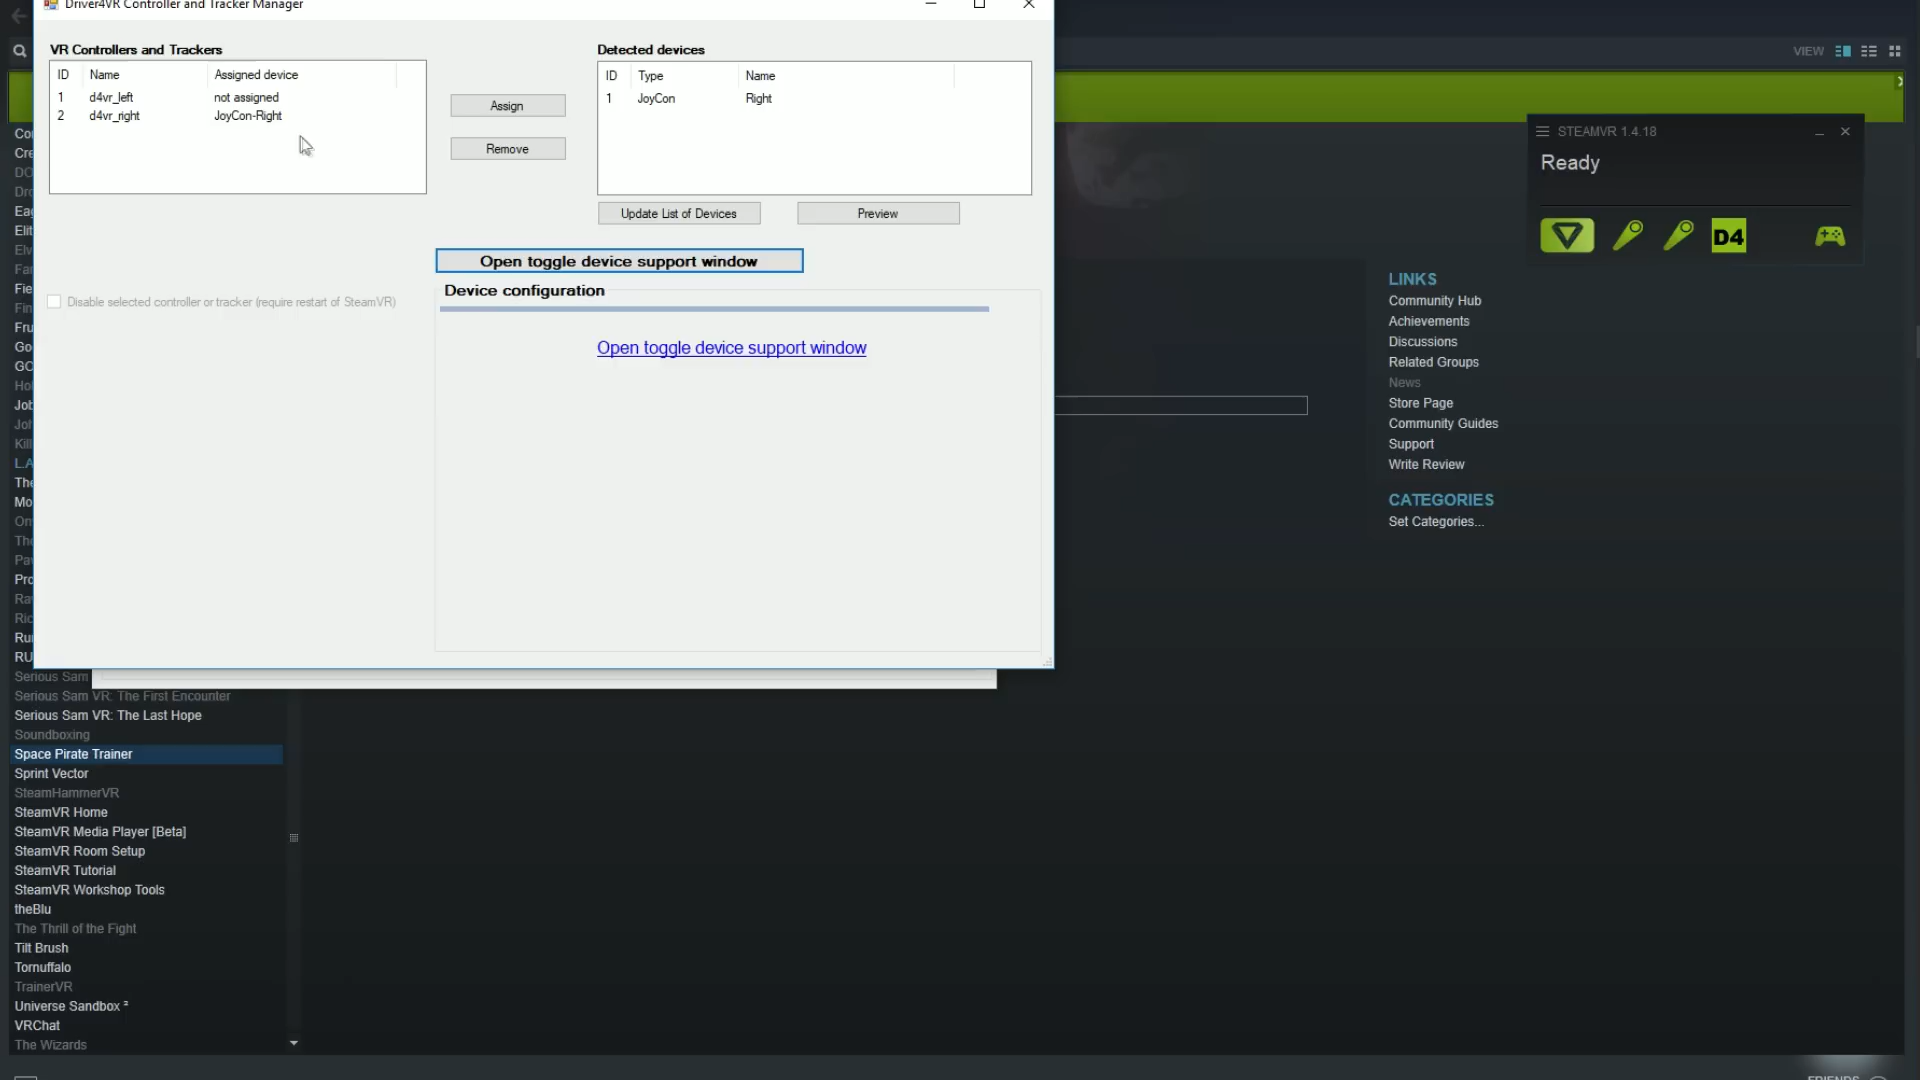 Driver4VR Controller and Tracker Manager
VR Controllers and Trackers
ID Name Assigned device
1 d4vr_left not assigned
2 d4vr_right JoyCon-Right
Assign
Remove
Detected devices
ID Type Name
1 JoyCon Right
Update List of Devices
Preview
Open toggle device support window
Disable selected controller or tracker (require restart of SteamVR)
Device configuration
Open toggle device support window
VIEW
STEAMVR 1.4.18
Ready
D4
LINKS
Community Hub
Achievements
Discussions
Related Groups
News
Store Page
Community Guides
Support
Write Review
CATEGORIES
Set Categories...
Serious Sam
Serious Sam VR: The First Encounter
Serious Sam VR: The Last Hope
Soundboxing
Space Pirate Trainer
Sprint Vector
SteamHammerVR
SteamVR Home
SteamVR Media Player [Beta]
SteamVR Room Setup
SteamVR Tutorial
SteamVR Workshop Tools
theBlu
The Thrill of the Fight
Tilt Brush
Tornuffalo
TrainerVR
Universe Sandbox ²
VRChat
The Wizards
FRIENDS